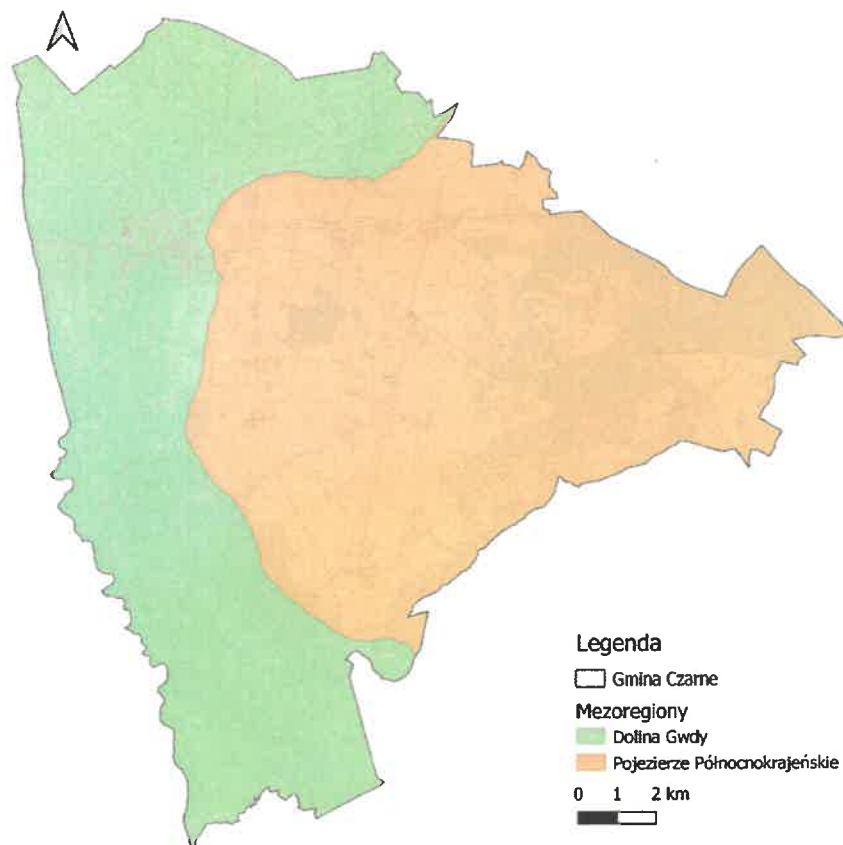 Legenda
Gmina Czarne
Mezoregiony
Dolina Gwdy
Pojezierze Północnokrajeńskie
0 1 2 km